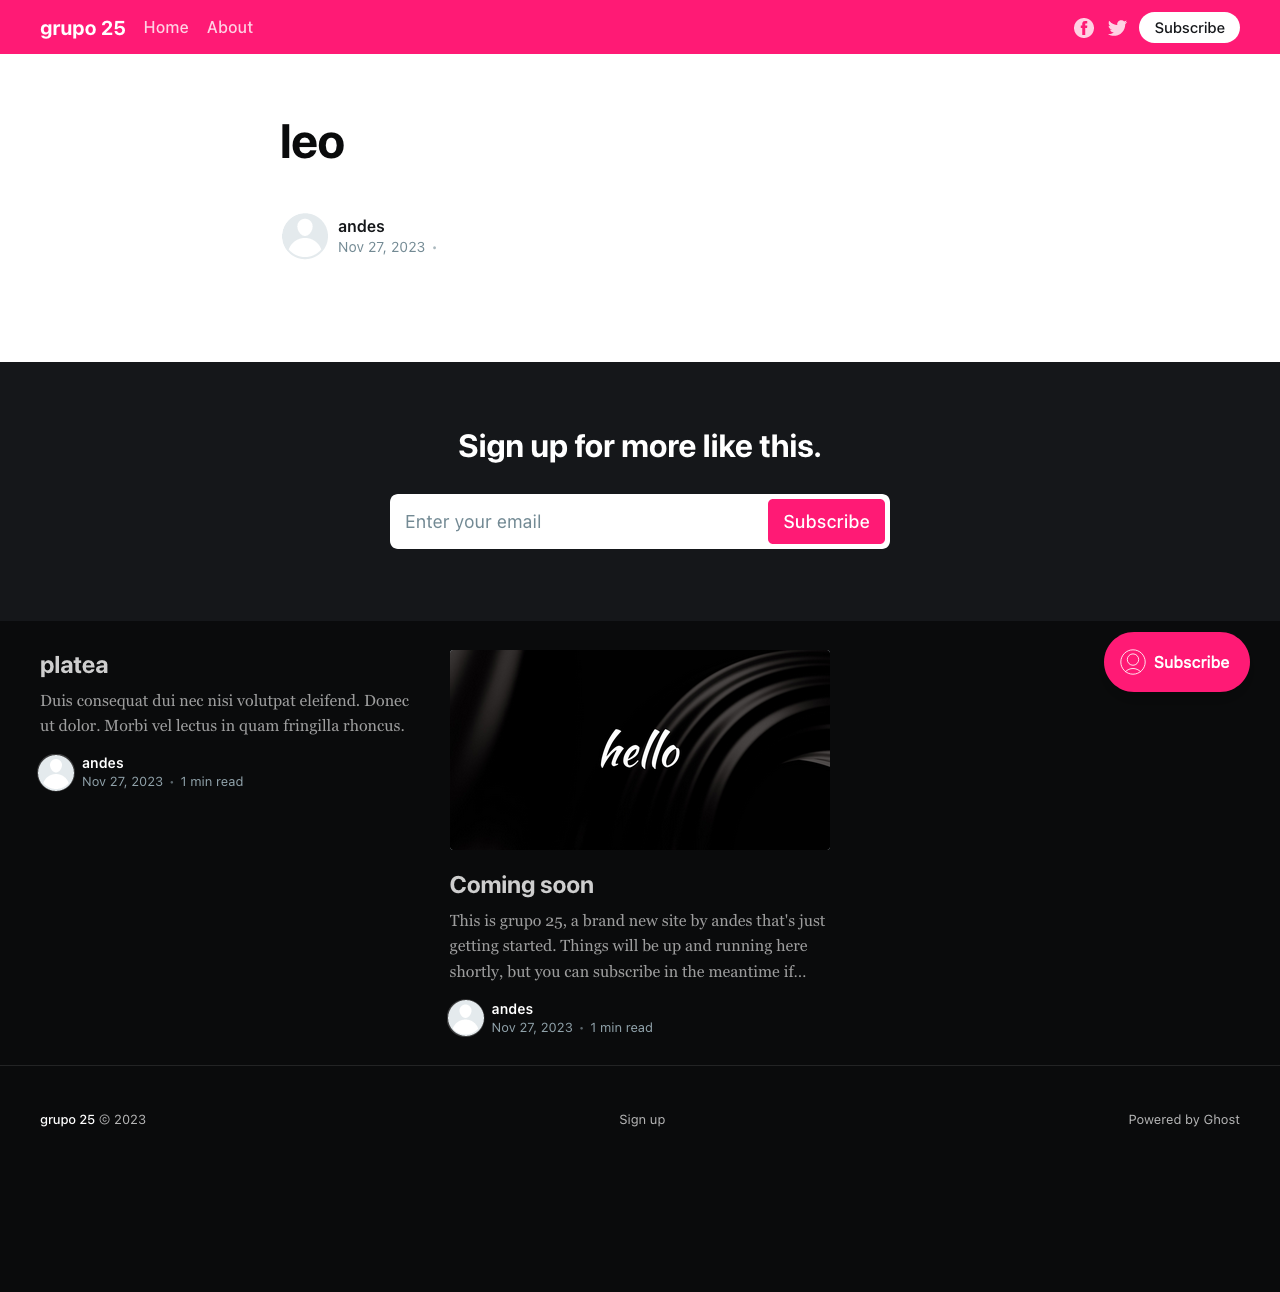 grupo 25 Home About Subscribe
leo
andes
Nov 27, 2023 •
Sign up for more like this.
Enter your email Subscribe
platea
Duis consequat dui nec nisi volutpat eleifend. Donec
ut dolor. Morbi vel lectus in quam fringilla rhoncus.
andes
Nov 27, 2023 • 1 min read
hello
Coming soon
This is grupo 25, a brand new site by andes that's just
getting started. Things will be up and running here
shortly, but you can subscribe in the meantime if...
andes
Nov 27, 2023 • 1 min read
Subscribe
grupo 25 © 2023 Sign up Powered by Ghost